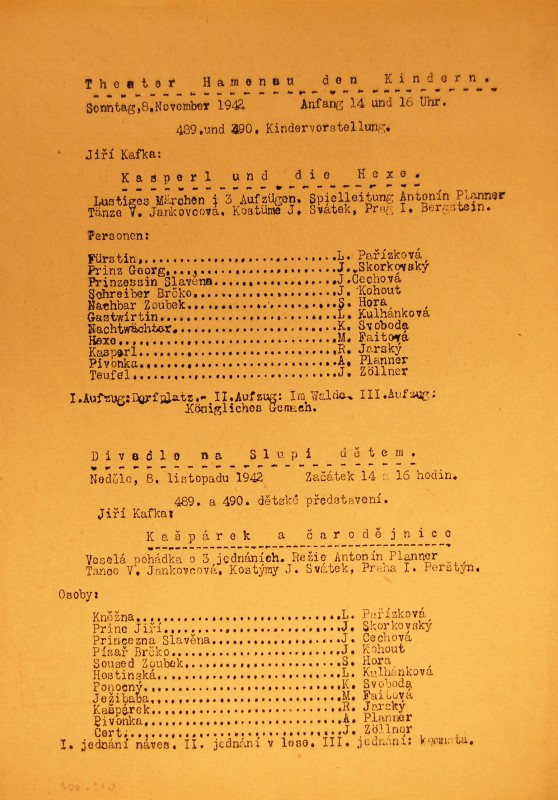 Theater Hamenau den Kindern.
Sonntag,8.November 1942 Anfang 14 und 16 Uhr.
489.und 490. Kindervorstellung.
Jiří Kafka:
Kasperl und die Hexe.
Lustiges Märchen i 3 Aufzügen. Spielleitung Antonín Planner
Tänze V. Jankovcová. Kostüme J. Svátek, Prag I. Bergstein.
Personen:
Fürstin..............................L. Pařízková
Prinz Georg..........................J. Skorkovský
Prinzessin Slavěna...................J.Čechová
Schreiber Brčko......................J. Kohout
Nachbar Zoubek.......................S. Hora
Gastwirtin...........................L. Kulhánková
Nachtwächter.........................K. Svoboda
Hexe.................................M. Faitová
Kasperl..............................R. Jarský
Pivoňka..............................A. Planner
Teufel...............................J. Zöllner
I.Aufzug:Dorfplatz.- II.Aufzug: Im Walde. III.Aufzug:
Königliches Gemach.
Divadlo na Slupi dětem.
Neděle, 8. listopadu 1942 Začátek 14 a 16 hodin.
489. a 490. dětské představení.
Jiří Kafka:
Kašpárek a čarodějnice
Veselá pohádka o 3 jednáních. Režie Antonín Planner
Tance V. Jankovcová. Kostýmy J. Svátek, Praha I. Perštýn.
Osoby:
Kněžna...............................L. Pařízková
Princ Jiří...........................J. Skorkovský
Princezna Slavěna....................J. Čechová
Písař Brčko..........................J. Kohout
Soused Zoubek........................S. Hora
Hostinská............................L. Kulhánková
Ponocný..............................K. Svoboda
Ježibaba.............................M. Faitová
Kašpárek.............................R. Jarský
Pivoňka..............................A. Planner
Čert.................................J. Zöllner
I. jednání náves. II. jednání v lese. III. jednání: komnata.